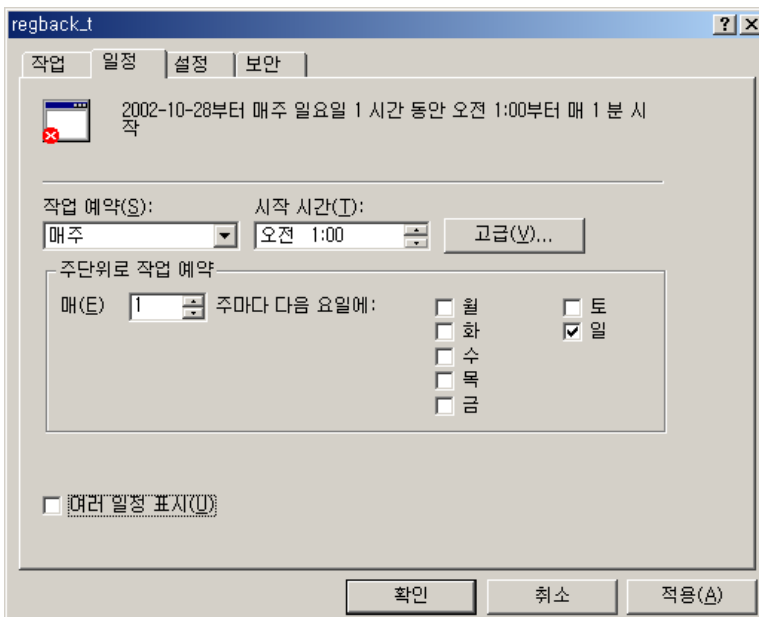 regback_t
작업 일정 설정 보안
2002-10-28부터 매주 일요일 1 시간 동안 오전 1:00부터 매 1 분 시
작
작업 예약(S): 시작 시간(T):
매주 오전 1:00 고급(V)...
주단위로 작업 예약
매(E) 1 주마다 다음 요일에: 월 토
화 일
수
목
금
여러 일정 표시(U)
확인 취소 적용(A)